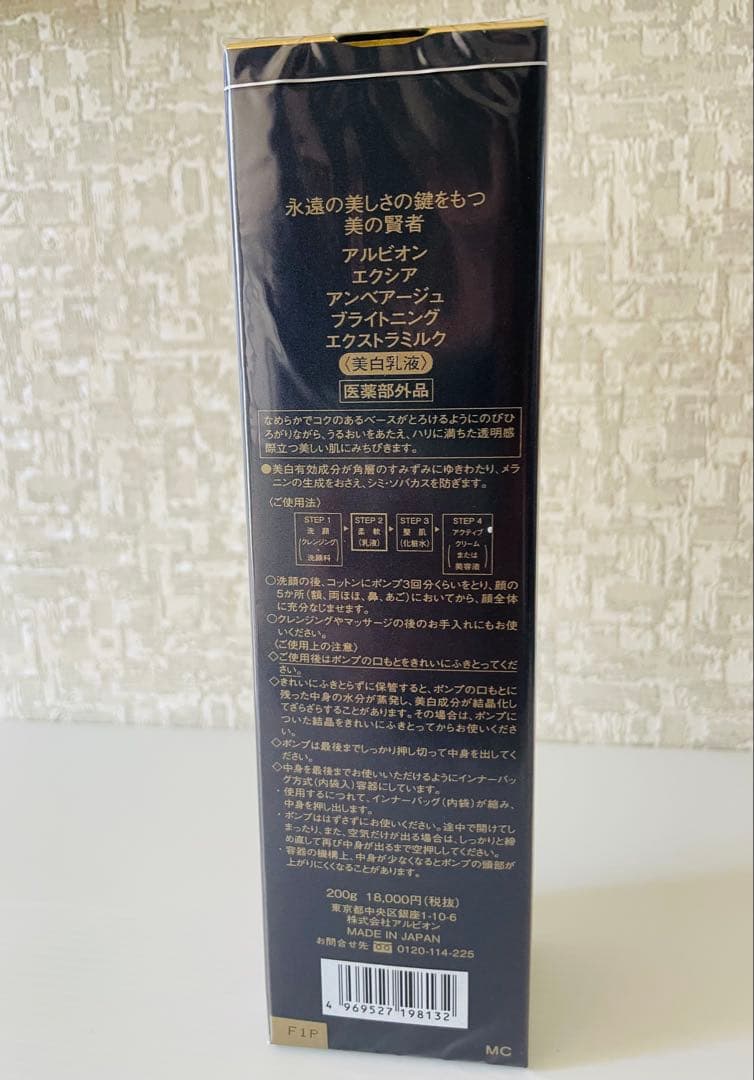 永遠の美しさの鍵をもつ
美の賢者
アルビオン
エクシア
アンベアージュ
ブライトニング
エクストラミルク
〈美白乳液〉
医薬部外品
なめらかでコクのあるベースがとろけるようにのびひ
ろがりながら、うるおいをあたえ、ハリに満ちた透明感
際立つ美しい肌にみちびきます。
●美白有効成分が角層のすみずみにゆきわたり、メラ
ニンの生成をおさえ、シミ・ソバカスを防ぎます。
〈ご使用法〉
STEP 1
洗顔
(クレンジング・
洗顔料)
STEP 2
柔軟
(乳液)
STEP 3
整肌
(化粧水)
STEP 4
アクティブ
クリーム
または
美容液
○洗顔の後、コットンにポンプ3回分くらいをとり、顔の
5か所(額、両ほほ、鼻、あご)においてから、顔全体
に充分なじませます。
○クレンジングやマッサージの後のお手入れにもお使
いください。
〈ご使用上の注意〉
◇ご使用後はポンプの口もとをきれいにふきとってくだ
さい。
◇きれいにふきとらずに保管すると、ポンプの口もとに
残った中身の水分が蒸発し、美白成分が結晶化し
てざらざらすることがあります。その場合は、ポンプに
ついた結晶をきれいにふきとってからお使いくださ
い。
◇ポンプは最後までしっかり押し切って中身を出してく
ださい。
◇中身を最後までお使いいただけるようにインナーバッ
グ方式(内袋入)容器にしています。
・使用するにつれて、インナーバッグ(内袋)が縮み、
中身を押し出します。
・ポンプははずさずにお使いください。途中で開けてし
まったり、また、空気だけが出る場合は、しっかりと締
め直して再び中身が出るまで空押ししてください。
・容器の機構上、中身が少なくなるとポンプの頭部が
上がりにくくなることがあります。
200g 18,000円(税抜)
東京都中央区銀座1-10-6
株式会社アルビオン
MADE IN JAPAN
お問合せ先 0120-114-225
4 969527 198132
F1P
MC